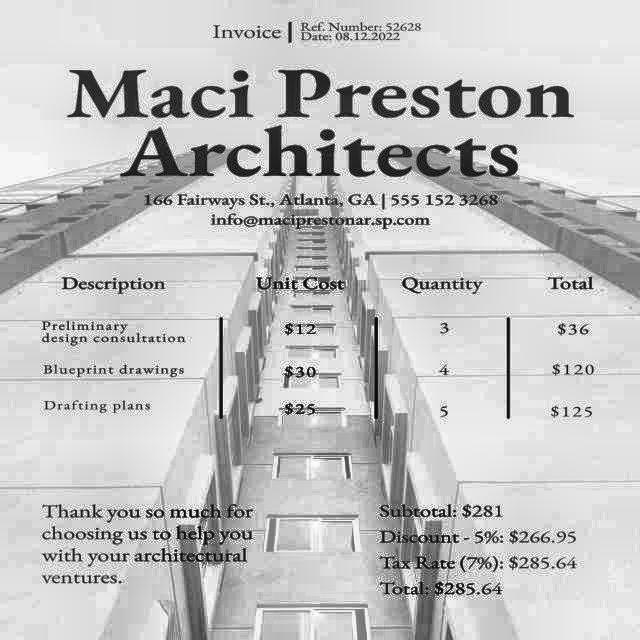 Invoice
Ref. Number: 52628
Date: 08.12.2022
Maci Preston
Architects
166 Fairways St., Atlanta, GA | 555 152 3268
info@maciprestonar.sp.com
Description Unit Cost Quantity Total
Preliminary
design consultation $12 3 $36
Blueprint drawings $30 4 $120
Drafting plans $25 5 $125
Thank you so much for
choosing us to help you
with your architectural
ventures.
Subtotal: $281
Discount - 5%: $266.95
Tax Rate (7%): $285.64
Total: $285.64